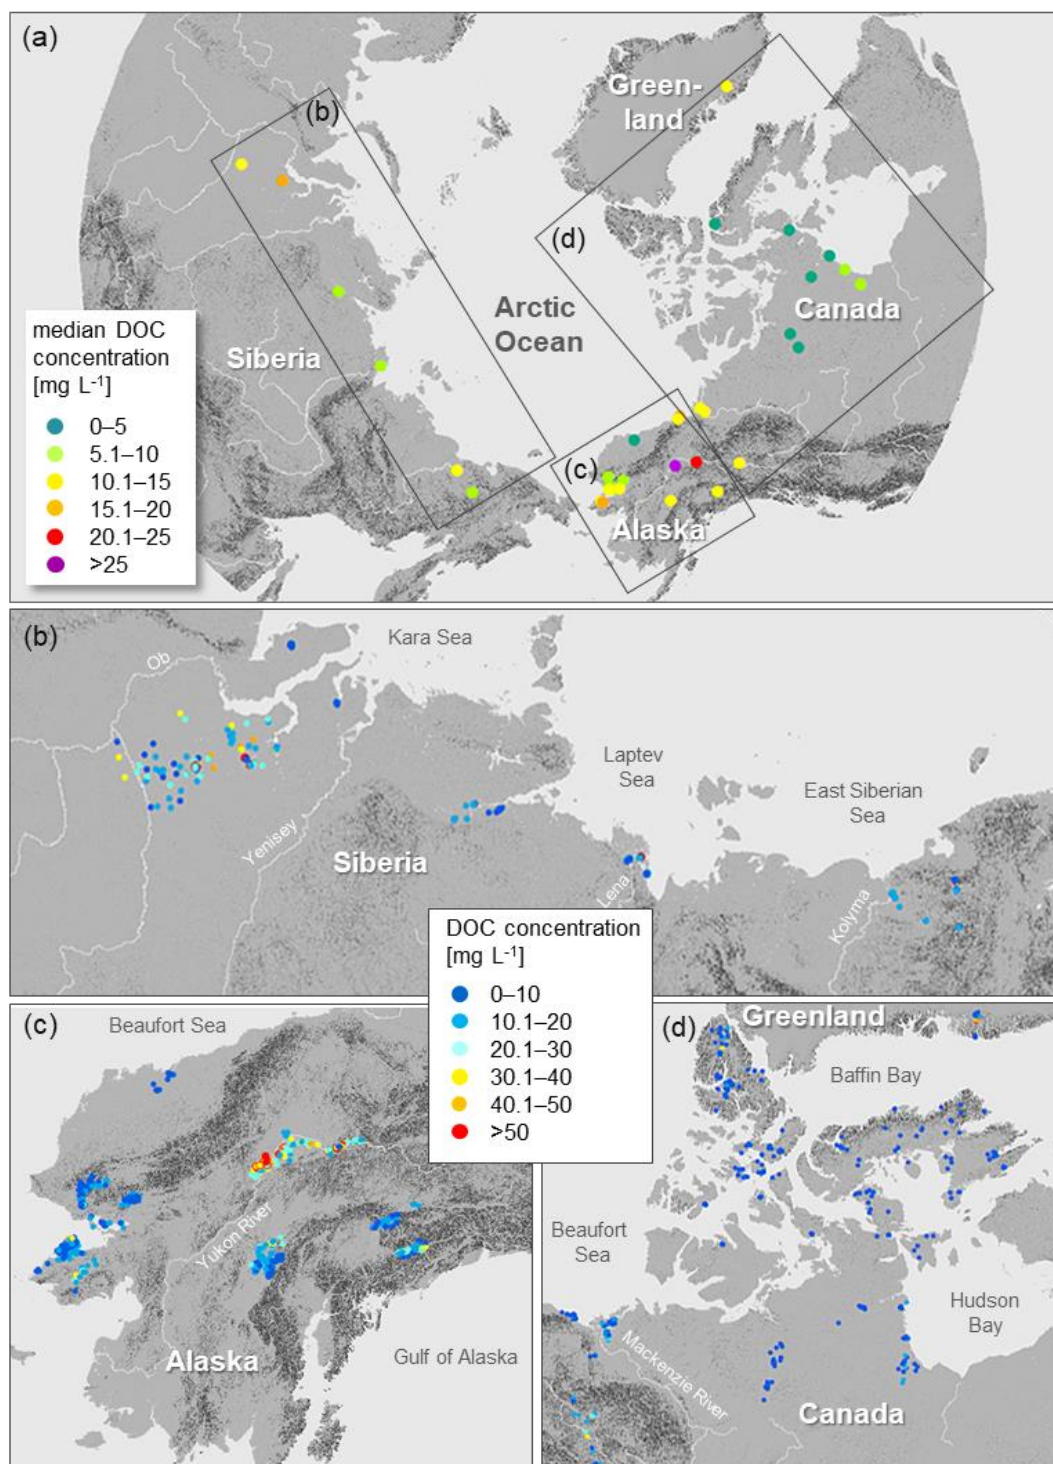 (a)
Green-
land
(b)
(d)
Arctic
Ocean
Canada
Siberia
(c)
Alaska
median DOC
concentration
[mg L-1]
0–5
5.1–10
10.1–15
15.1–20
20.1–25
>25
(b)
Kara Sea
Ob
Laptev
Sea
East Siberian
Sea
Yenisey
Siberia
Lena
Kolyma
DOC concentration
[mg L-1]
0–10
10.1–20
20.1–30
30.1–40
40.1–50
>50
(c)
Beaufort Sea
Yukon River
Alaska
Gulf of Alaska
(d)
Greenland
Baffin Bay
Beaufort
Sea
Hudson
Bay
Mackenzie River
Canada